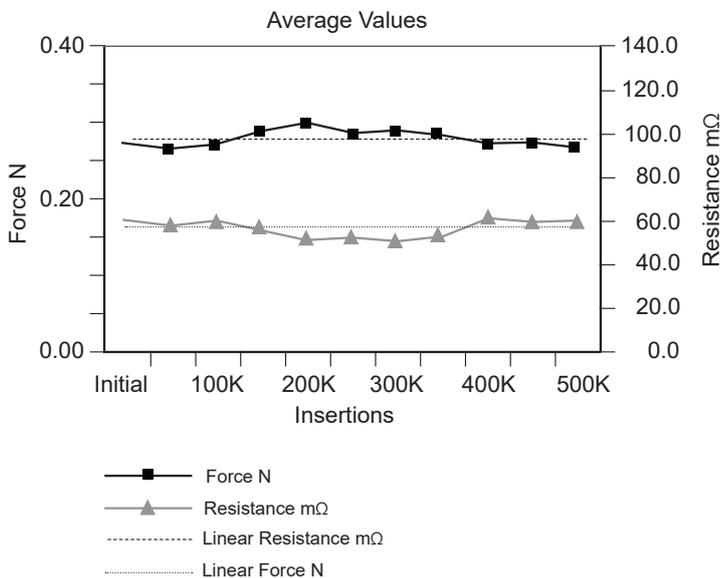 Average Values
0.40
0.20
0.00
Force N
140.0
120.0
100.0
80.0
60.0
40.0
20.0
0.0
Resistance mΩ
Initial 100K 200K 300K 400K 500K
Insertions
Force N
Resistance mΩ
Linear Resistance mΩ
Linear Force N